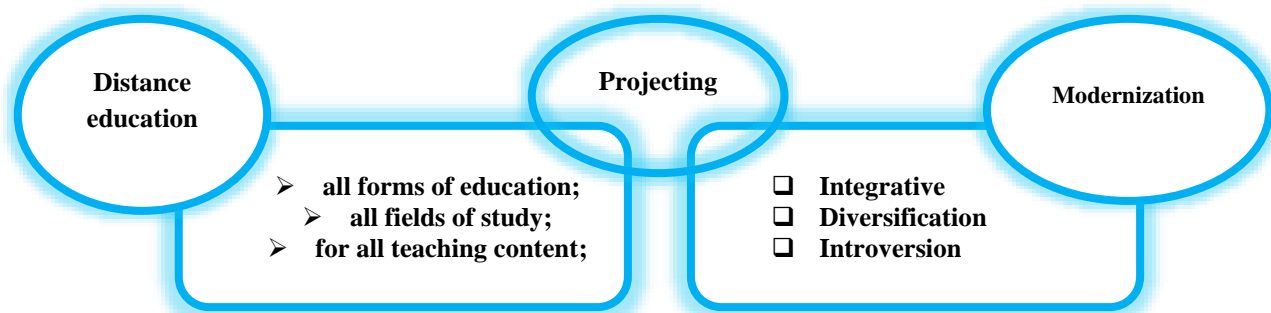 Distance
education
Projecting
Modernization
➢ all forms of education;
➢ all fields of study;
➢ for all teaching content;
❑ Integrative
❑ Diversification
❑ Introversion